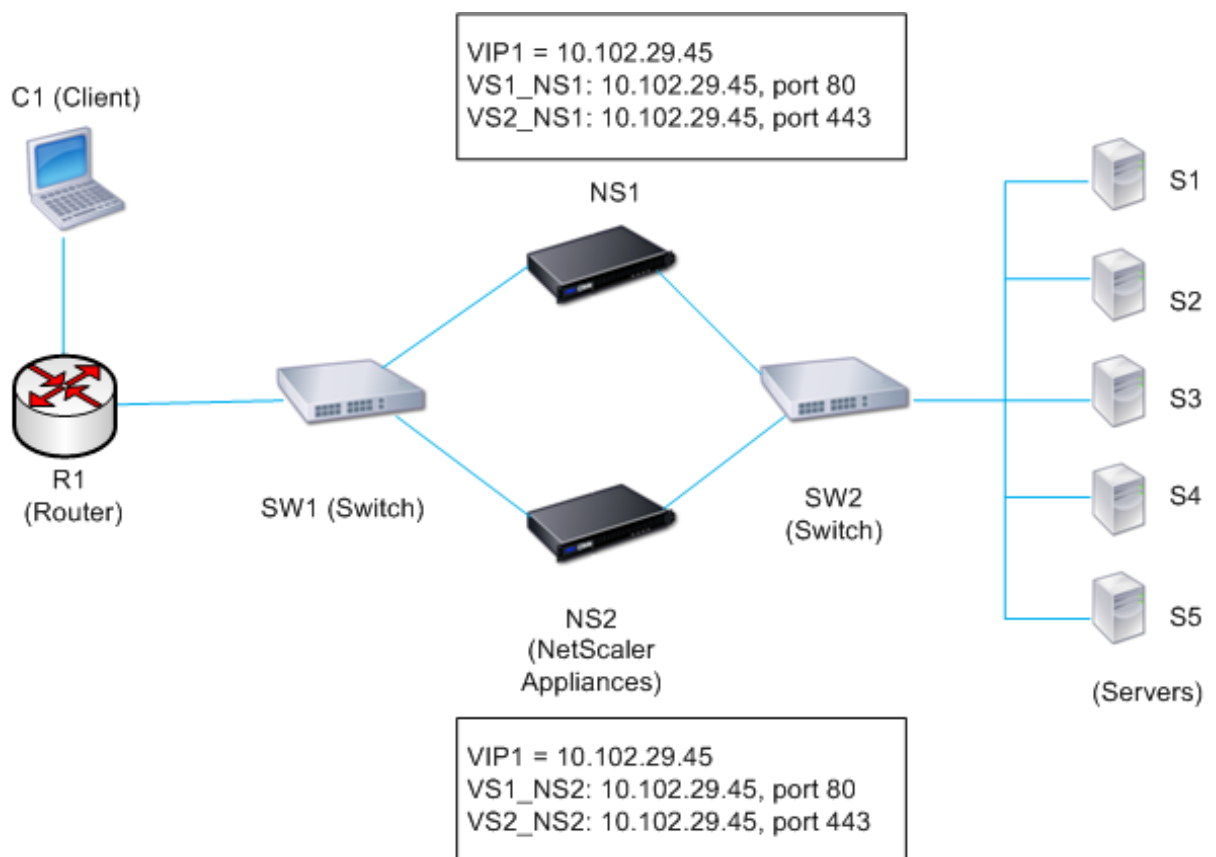 VIP1 = 10.102.29.45
VS1_NS1: 10.102.29.45, port 80
VS2_NS1: 10.102.29.45, port 443
C1 (Client)
NS1
S1
S2
S3
S4
S5
(Servers)
R1
(Router)
SW1 (Switch)
SW2
(Switch)
NS2
(NetScaler
Appliances)
VIP1 = 10.102.29.45
VS1_NS2: 10.102.29.45, port 80
VS2_NS2: 10.102.29.45, port 443